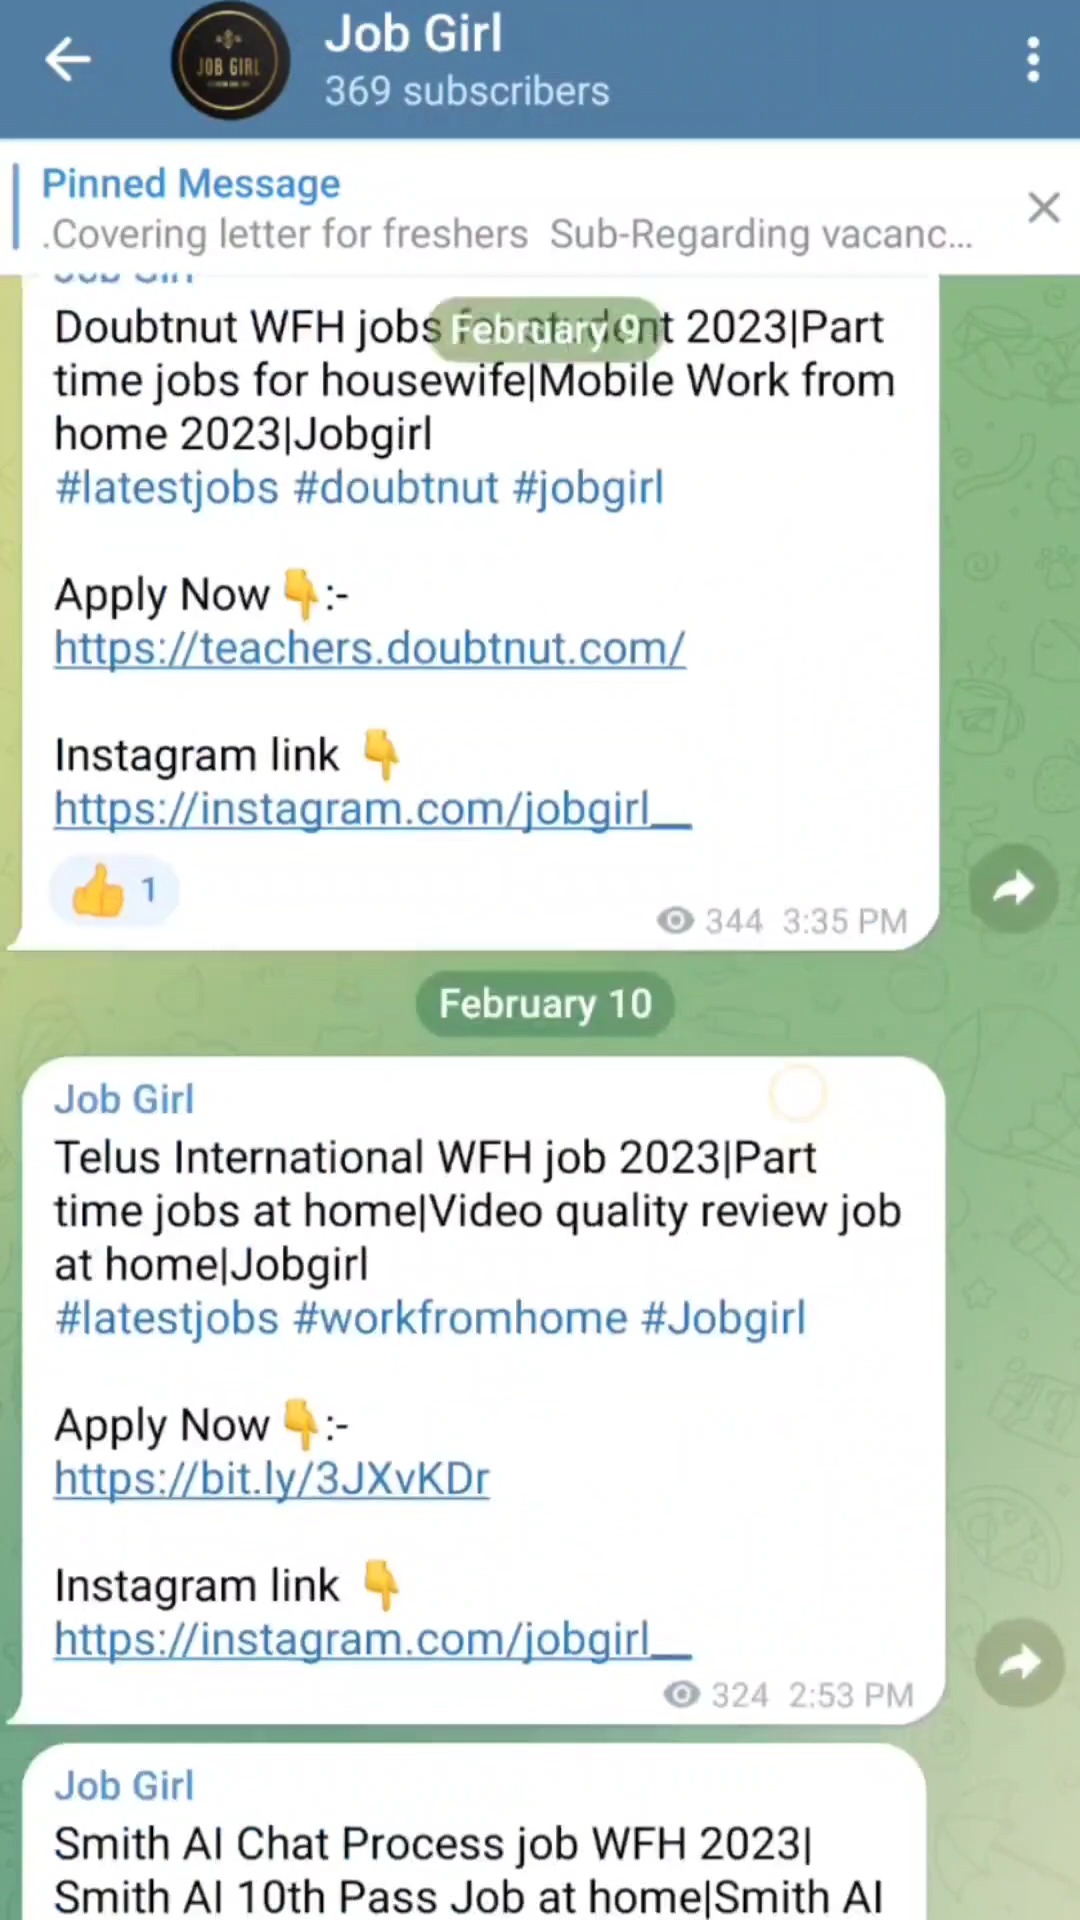 Job Girl
369 subscribers
JOB GIRL
Pinned Message
.Covering letter for freshers Sub-Regarding vacanc...
Job Girl
February 9
Doubtnut WFH jobs for student 2023|Part
time jobs for housewife|Mobile Work from
home 2023|Jobgirl
#latestjobs #doubtnut #jobgirl
Apply Now 👇:-
https://teachers.doubtnut.com/
Instagram link 👇
https://instagram.com/jobgirl__
👍 1
344 3:35 PM
February 10
Job Girl
Telus International WFH job 2023|Part
time jobs at home|Video quality review job
at home|Jobgirl
#latestjobs #workfromhome #Jobgirl
Apply Now 👇:-
https://bit.ly/3JXvKDr
Instagram link 👇
https://instagram.com/jobgirl__
324 2:53 PM
Job Girl
Smith AI Chat Process job WFH 2023|
Smith AI 10th Pass Job at home|Smith AI